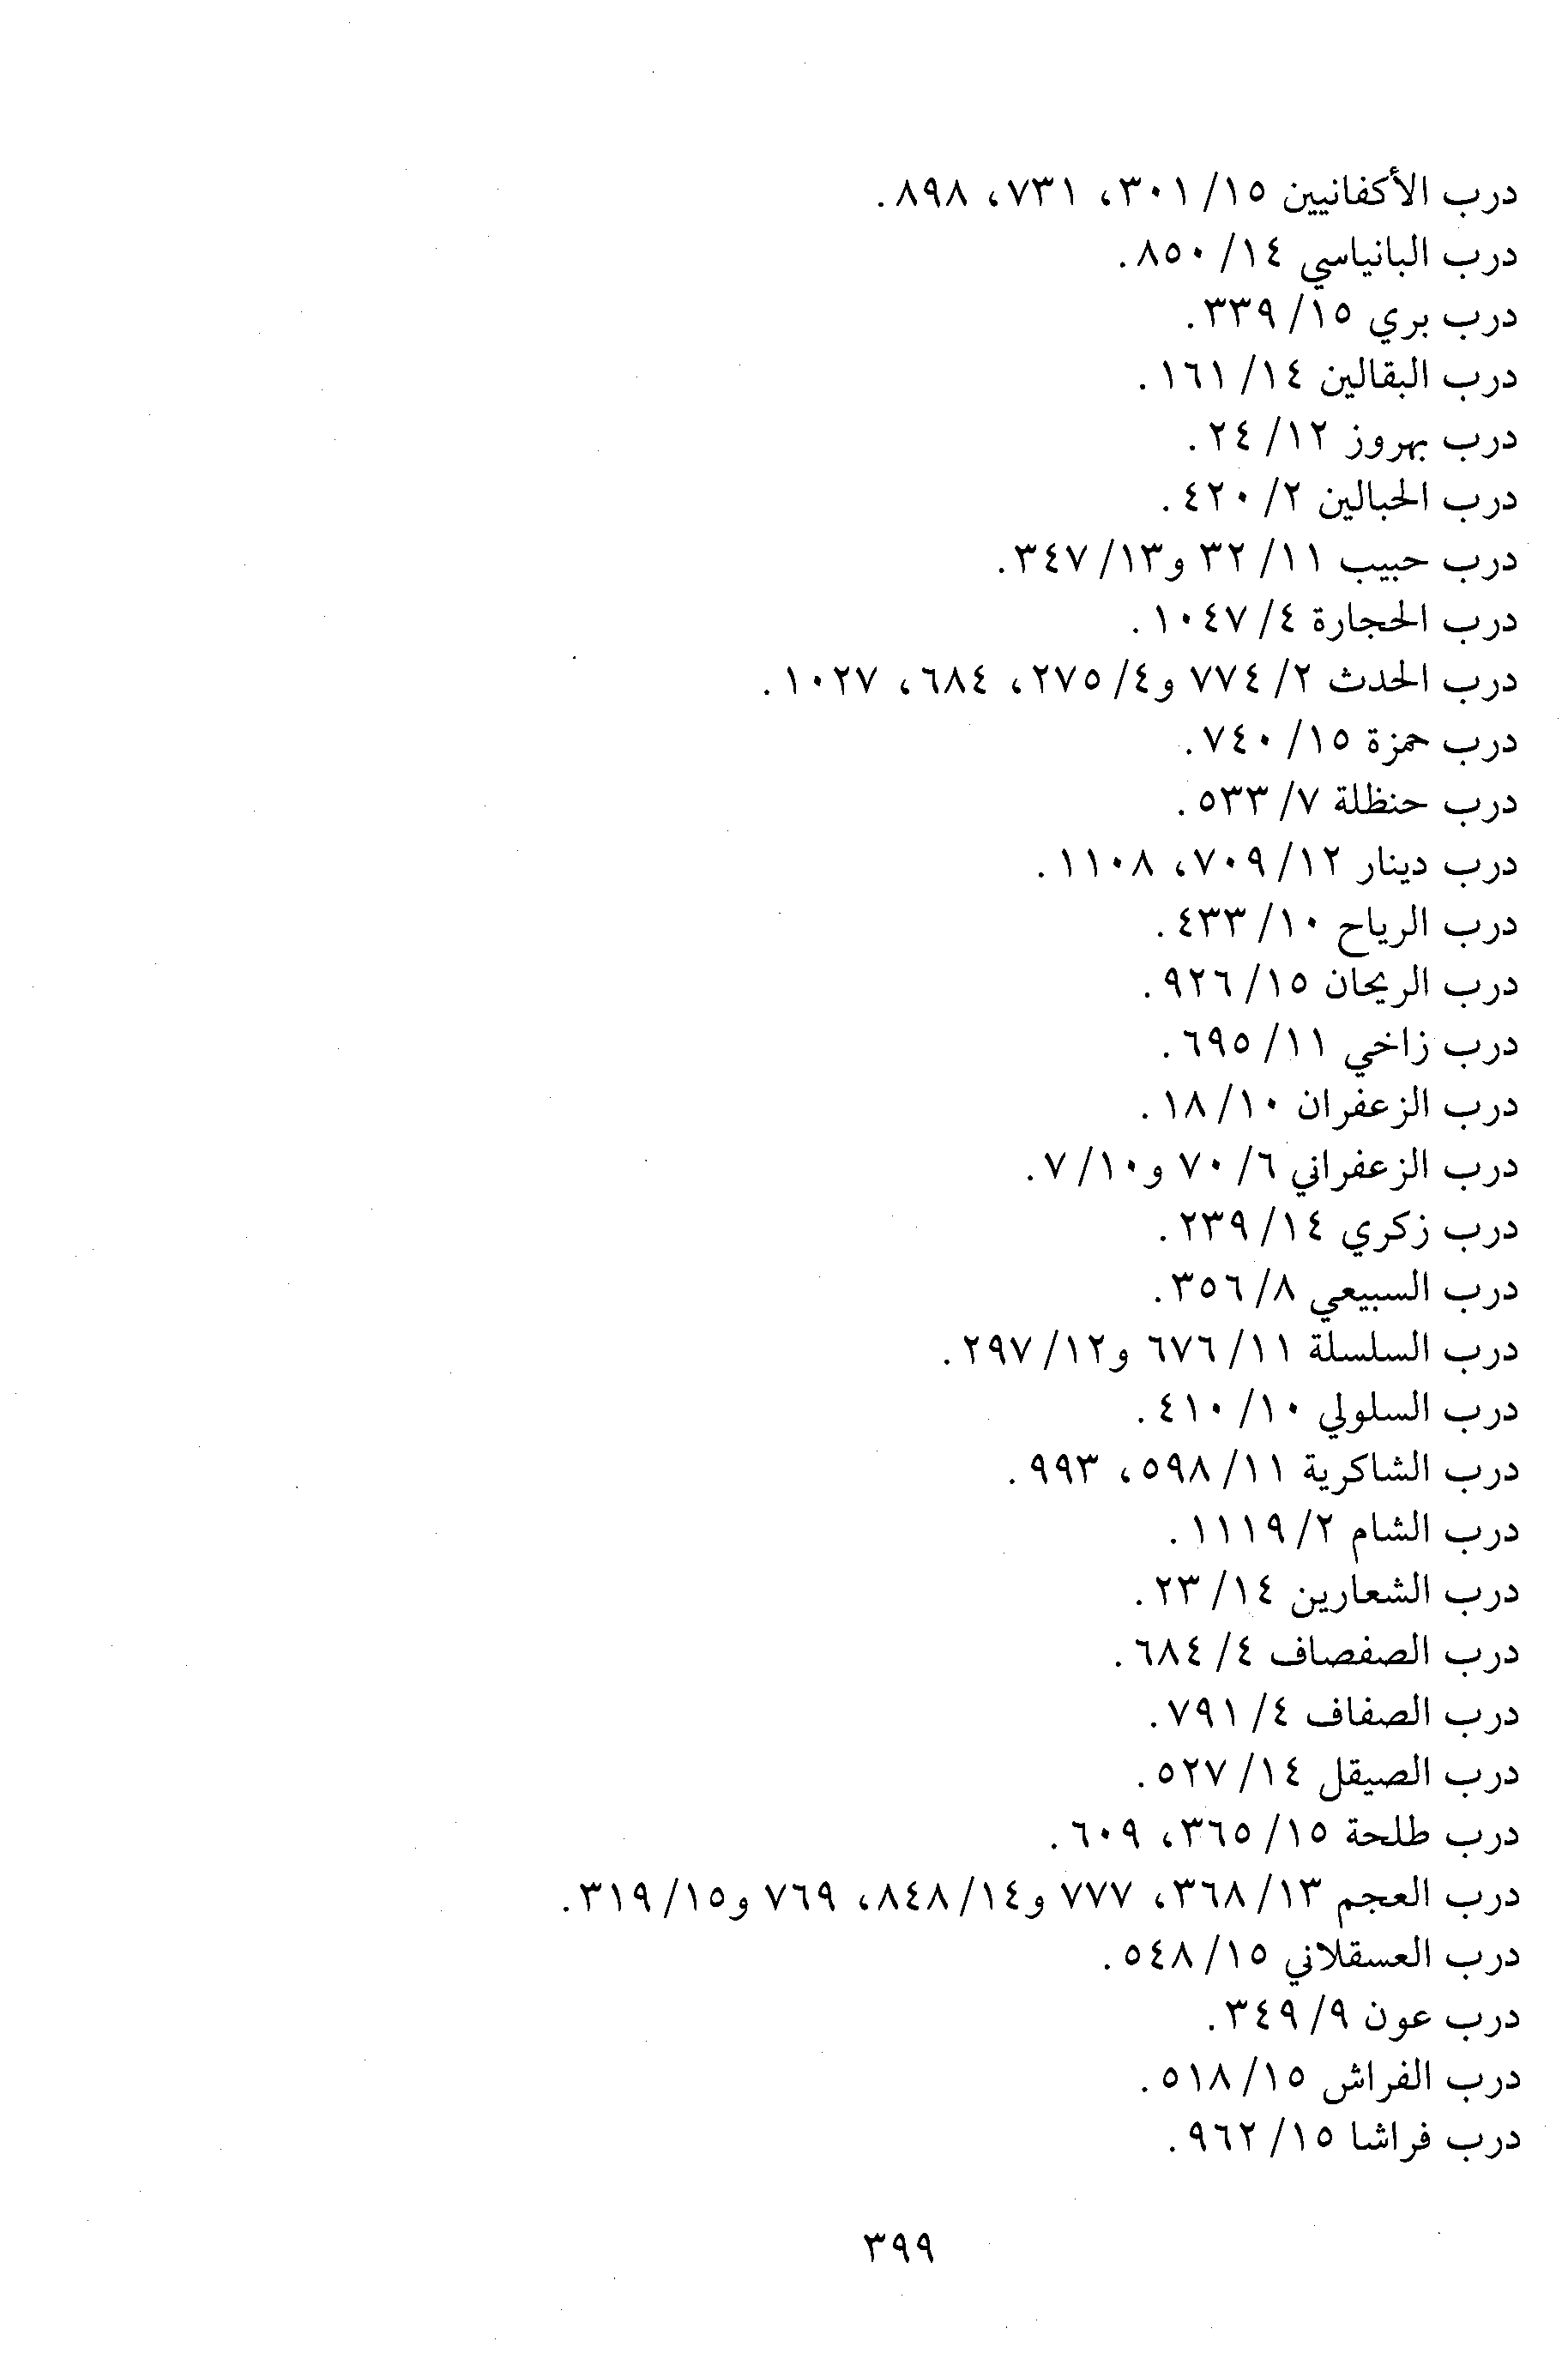 درب الأكفانيين ١٥/ ٣٠١، ٧٣١، ٨٩٨.
درب البانياسي ١٤/ ٨٥٠.
درب بري ١٥/ ٣٣٩.
درب البقالين ١٤/ ١٦١.
درب بهروز ١٢/ ٢٤.
درب الحبالين ٢/ ٤٢٠.
درب حبيب ١١/ ٣٢ و١٣/ ٣٤٧.
درب الحجارة ٤/ ١٠٤٧.
درب الحدث ٢/ ٧٧٤ و٤/ ٢٧٥، ٦٨٤، ١٠٢٧.
درب حمزة ١٥/ ٧٤٠.
درب حنظلة ٧/ ٥٣٣.
درب دينار ١٢/ ٧٠٩، ١١٠٨.
درب الرياح ١٠/ ٤٣٣.
درب الريحان ١٥/ ٩٢٦.
درب زاخي ١١/ ٦٩٥.
درب الزعفران ١٠/ ١٨.
درب الزعفراني ٦/ ٧٠ و١٠/ ٧.
درب زكري ١٤/ ٢٣٩.
درب السبيعي ٨/ ٣٥٦.
درب السلسلة ١١/ ٦٧٦ و١٢/ ٢٩٧.
درب السلولي ١٠/ ٤١٠.
درب الشاكرية ١١/ ٥٩٨، ٩٩٣.
درب الشام ٢/ ١١١٩.
درب الشعارين ١٤/ ٢٣.
درب الصفصاف ٤/ ٦٨٤.
درب الصفاف ٤/ ٧٩١.
درب الصيقل ١٤/ ٥٢٧.
درب طلحة ١٥/ ٣٦٥، ٦٠٩.
درب العجم ١٣/ ٣٦٨، ٧٧٧ و١٤/ ٨٤٨، ٧٦٩ و١٥/ ٣١٩.
درب العسقلاني ١٥/ ٥٤٨.
درب عون ٩/ ٣٤٩.
درب الفراش ١٥/ ٥١٨.
درب فراشا ١٥/ ٩٦٢.
٣٩٩